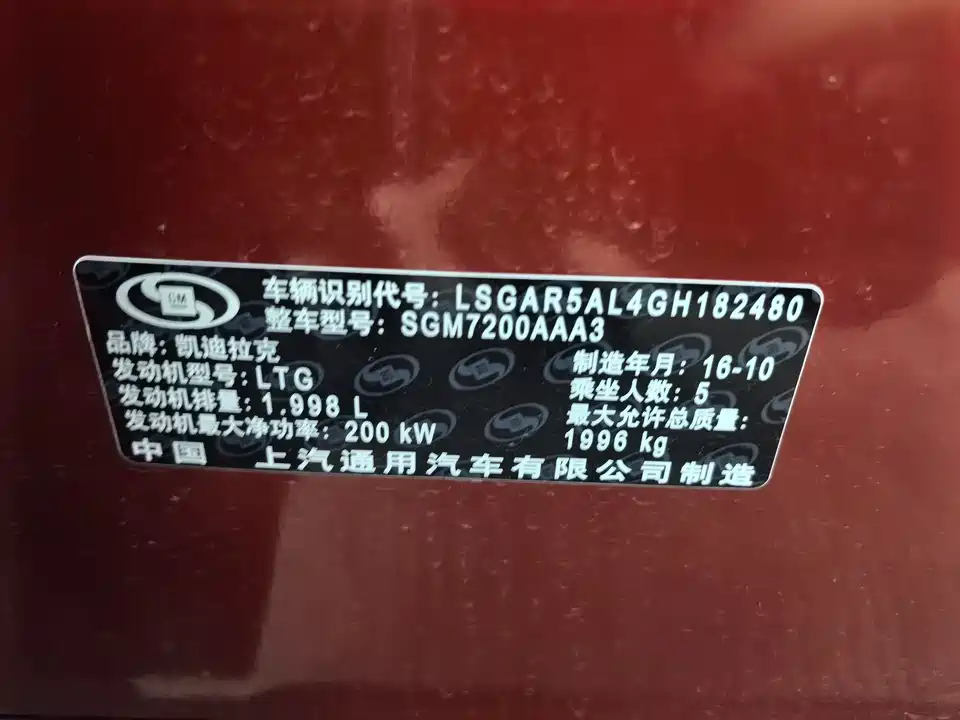 GM
车辆识别代号: LSGAR5AL4GH182480
整车型号: SGM7200AAA3
品牌: 凯迪拉克
制造年月: 16-10
发动机型号: LTG
乘坐人数: 5
发动机排量: 1.998 L
最大允许总质量:
发动机最大净功率: 200 kW
1996 kg
中国 上汽通用汽车有限公司制造